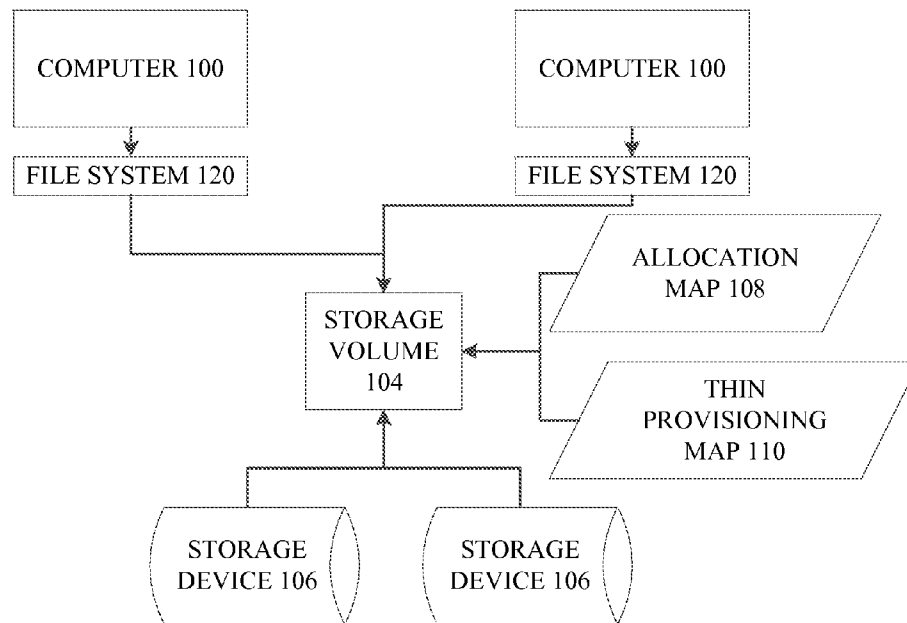 COMPUTER 100
COMPUTER 100
FILE SYSTEM 120
FILE SYSTEM 120
ALLOCATION
MAP 108
STORAGE
VOLUME
104
THIN
PROVISIONING
MAP 110
STORAGE
DEVICE 106
STORAGE
DEVICE 106